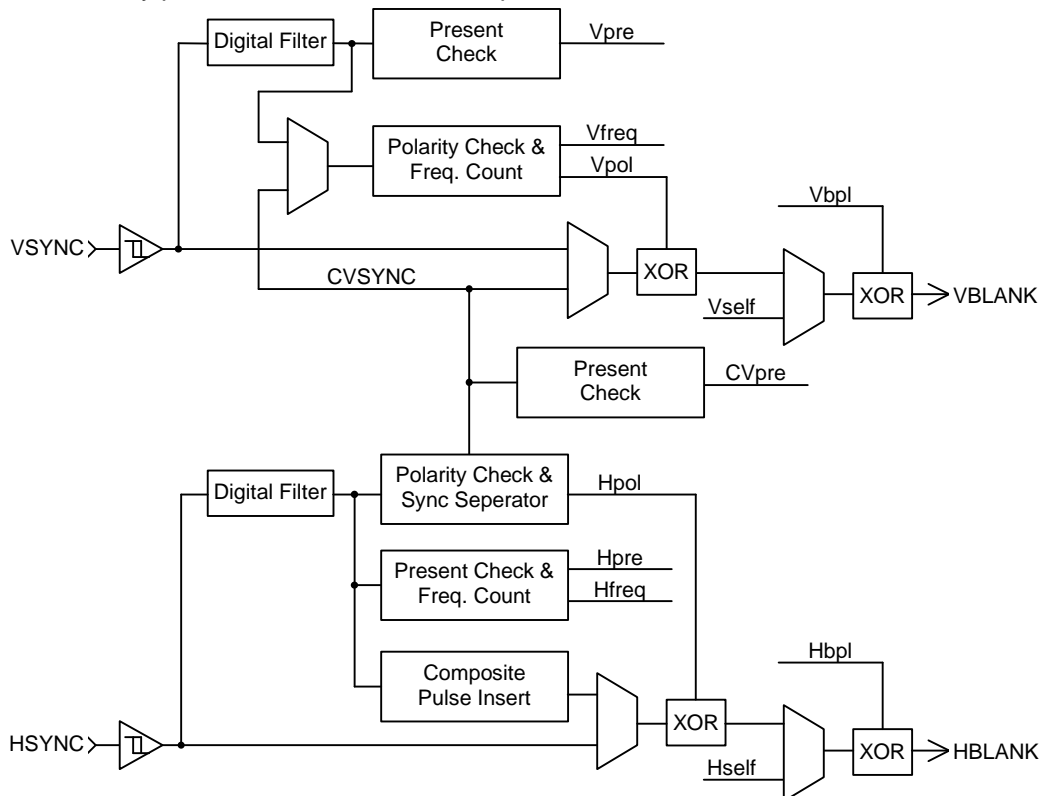 Digital Filter
Present
Check
Vpre
Polarity Check &
Freq. Count
Vfreq
Vpol
Vbpl
VSYNC
CVSYNC
XOR
Vself
XOR
VBLANK
Present
Check
CVpre
Digital Filter
Polarity Check &
Sync Seperator
Hpol
Present Check &
Freq. Count
Hpre
Hfreq
Composite
Pulse Insert
Hbpl
HSYNC
XOR
Hself
XOR
HBLANK